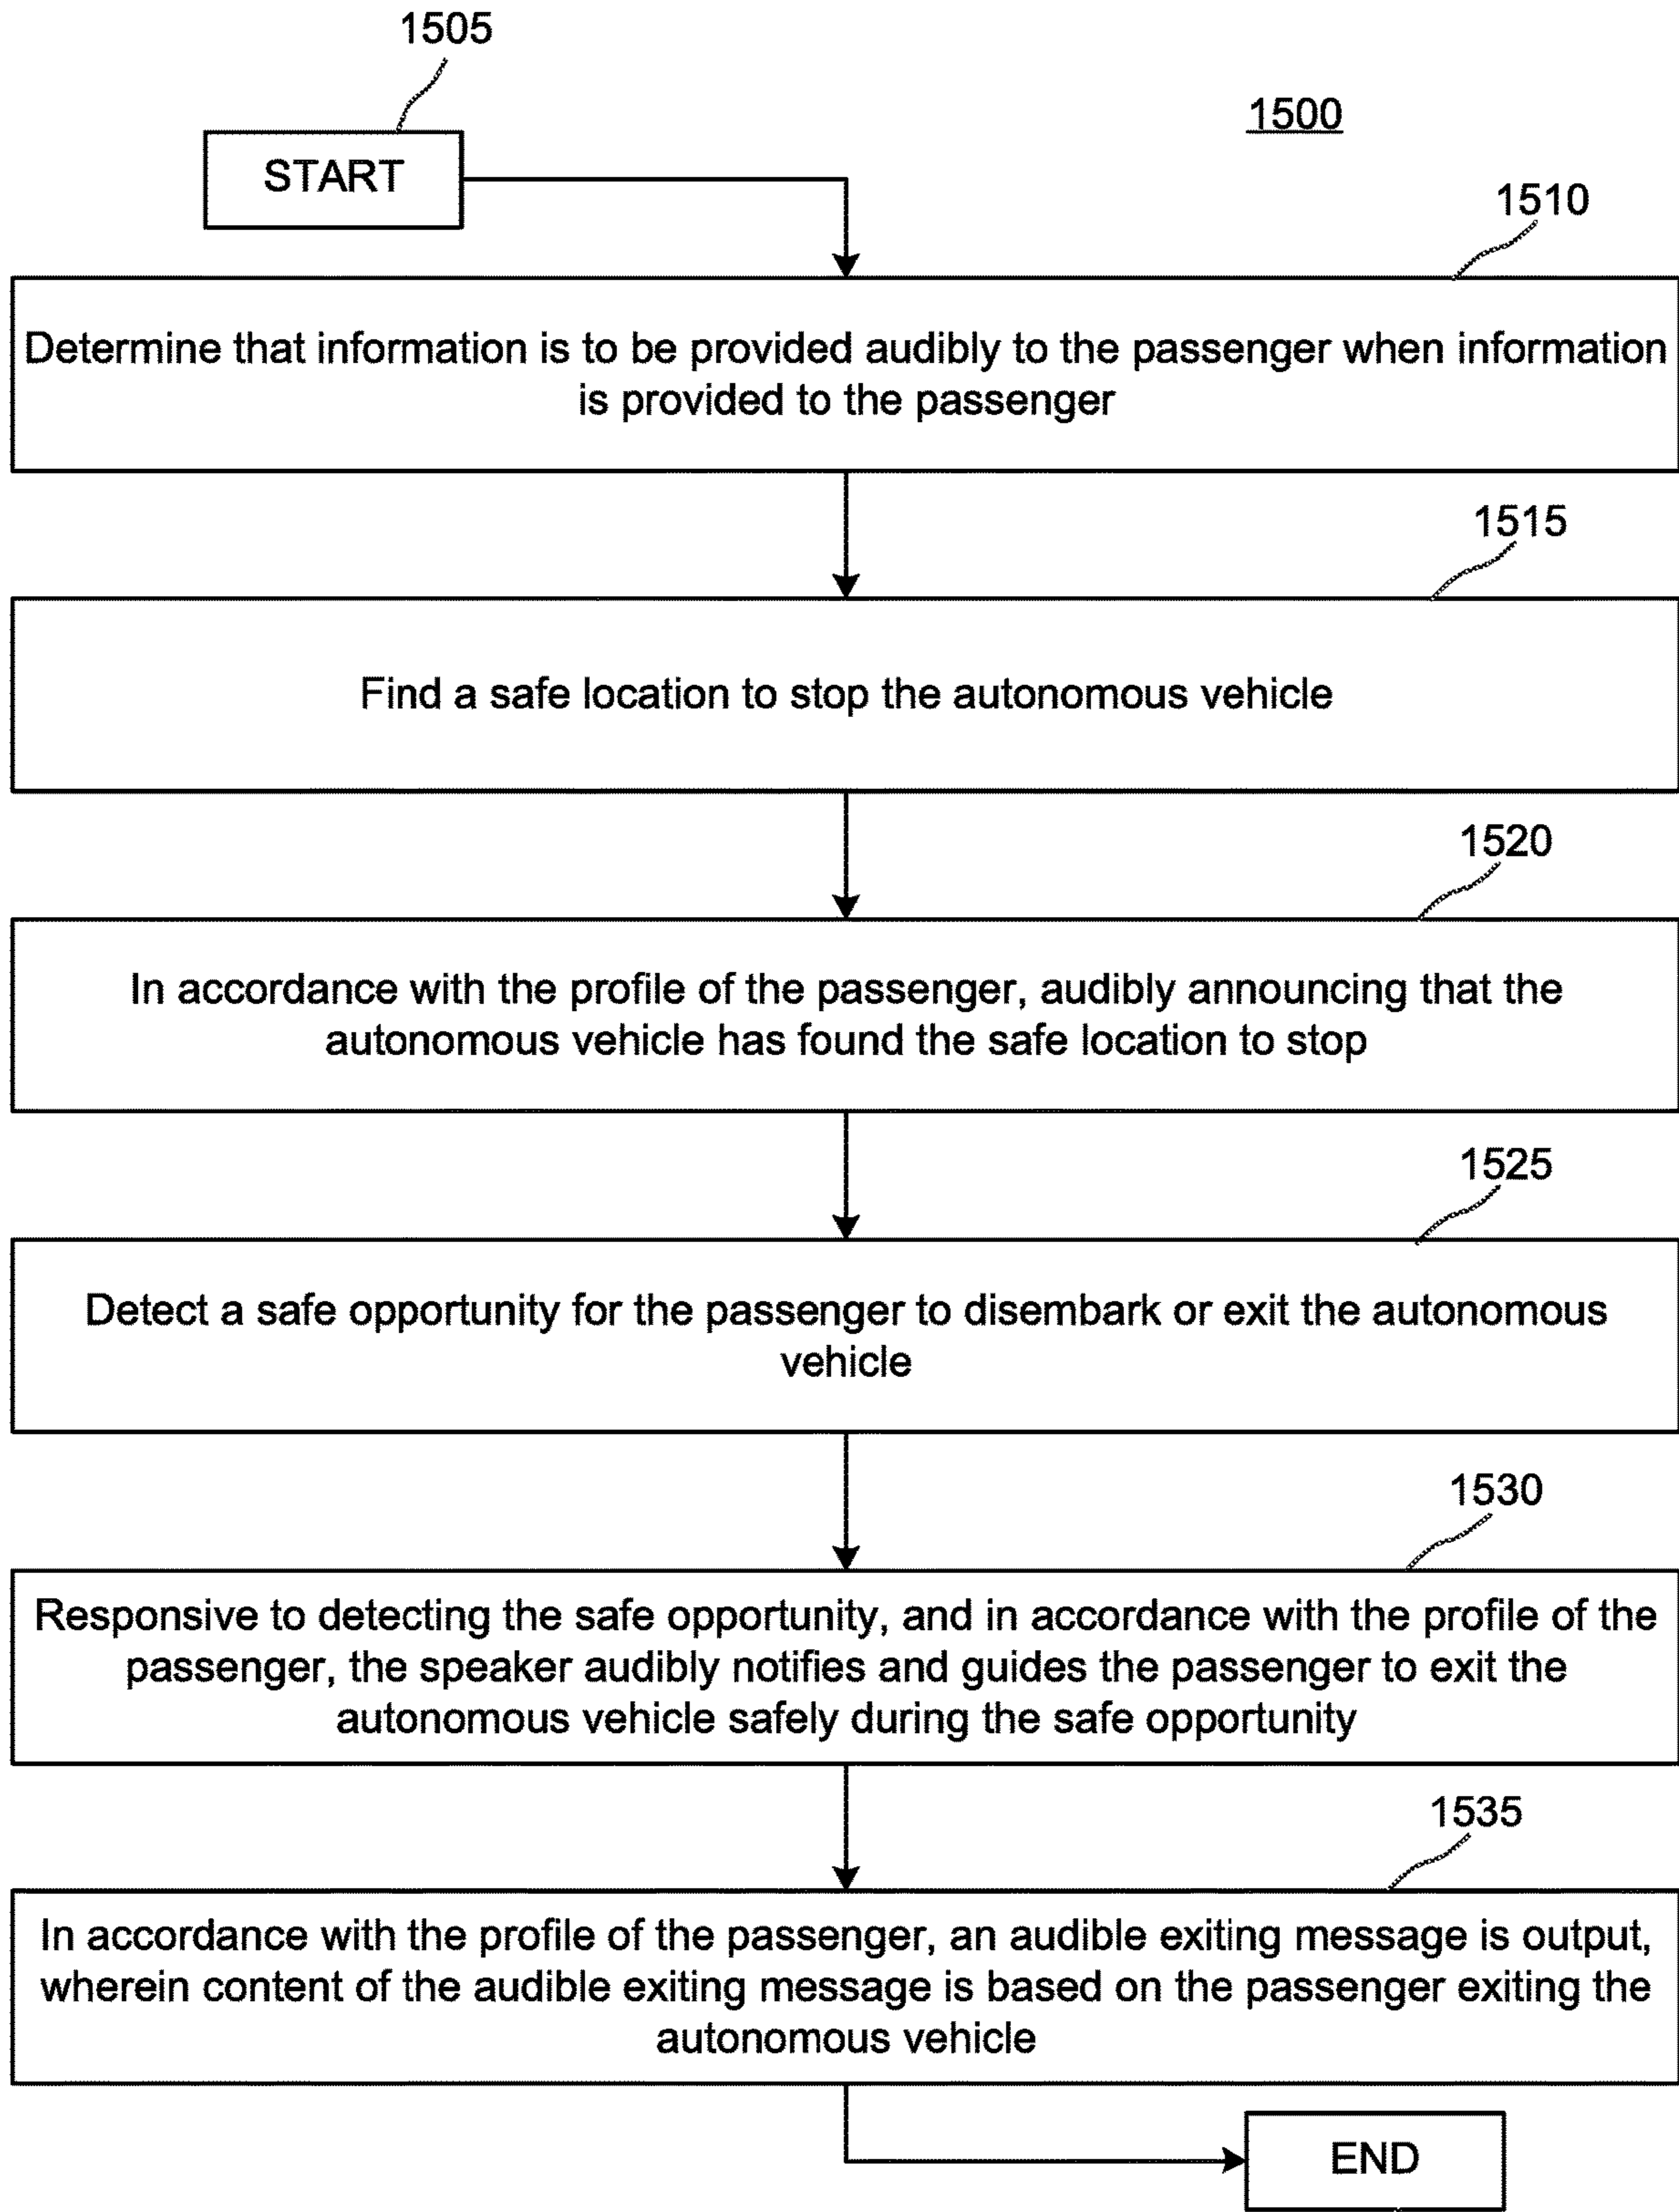 1505
1500
START
1510
Determine that information is to be provided audibly to the passenger when information
is provided to the passenger
1515
Find a safe location to stop the autonomous vehicle
1520
In accordance with the profile of the passenger, audibly announcing that the
autonomous vehicle has found the safe location to stop
1525
Detect a safe opportunity for the passenger to disembark or exit the autonomous
vehicle
1530
Responsive to detecting the safe opportunity, and in accordance with the profile of the
passenger, the speaker audibly notifies and guides the passenger to exit the
autonomous vehicle safely during the safe opportunity
1535
In accordance with the profile of the passenger, an audible exiting message is output,
wherein content of the audible exiting message is based on the passenger exiting the
autonomous vehicle
END